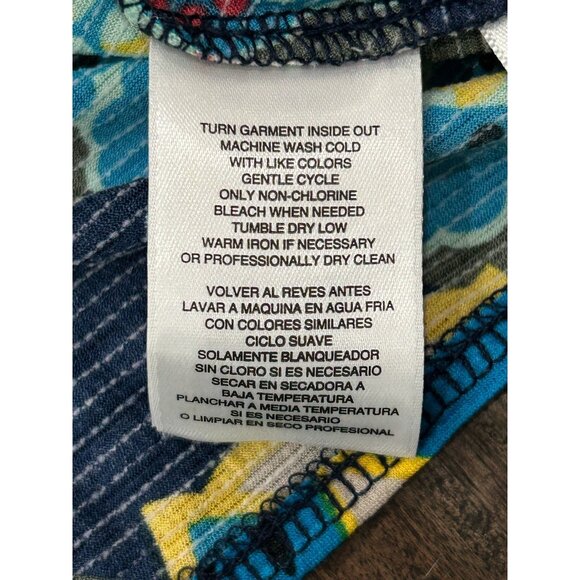 TURN GARMENT INSIDE OUT
MACHINE WASH COLD
WITH LIKE COLORS
GENTLE CYCLE
ONLY NON-CHLORINE
BLEACH WHEN NEEDED
TUMBLE DRY LOW
WARM IRON IF NECESSARY
OR PROFESSIONALLY DRY CLEAN
VOLVER AL REVES ANTES
LAVAR A MAQUINA EN AGUA FRIA
CON COLORES SIMILARES
CICLO SUAVE
SOLAMENTE BLANQUEADOR
SIN CLORO SI ES NECESARIO
SECAR EN SECADORA A
BAJA TEMPERATURA
PLANCHAR A MEDIA TEMPERATURA
SI ES NECESARIO
O LIMPIAR EN SECO PROFESIONAL